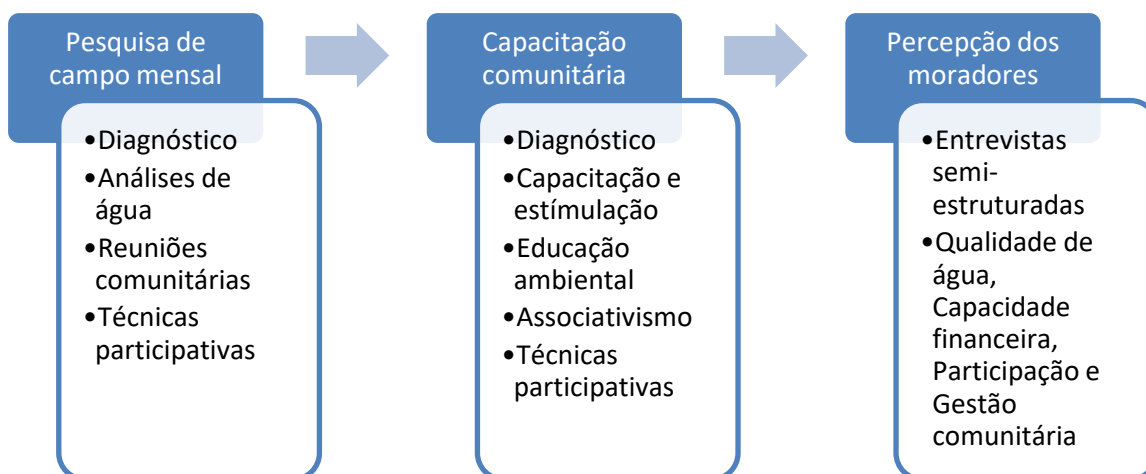 Pesquisa de
campo mensal
•Diagnóstico
•Análises de
água
•Reuniões
comunitárias
•Técnicas
participativas
Capacitação
comunitária
•Diagnóstico
•Capacitação e
estímulação
•Educação
ambiental
•Associativismo
•Técnicas
participativas
Percepção dos
moradores
•Entrevistas
semi-
estruturadas
•Qualidade de
água,
Capacidade
financeira,
Participação e
Gestão
comunitária